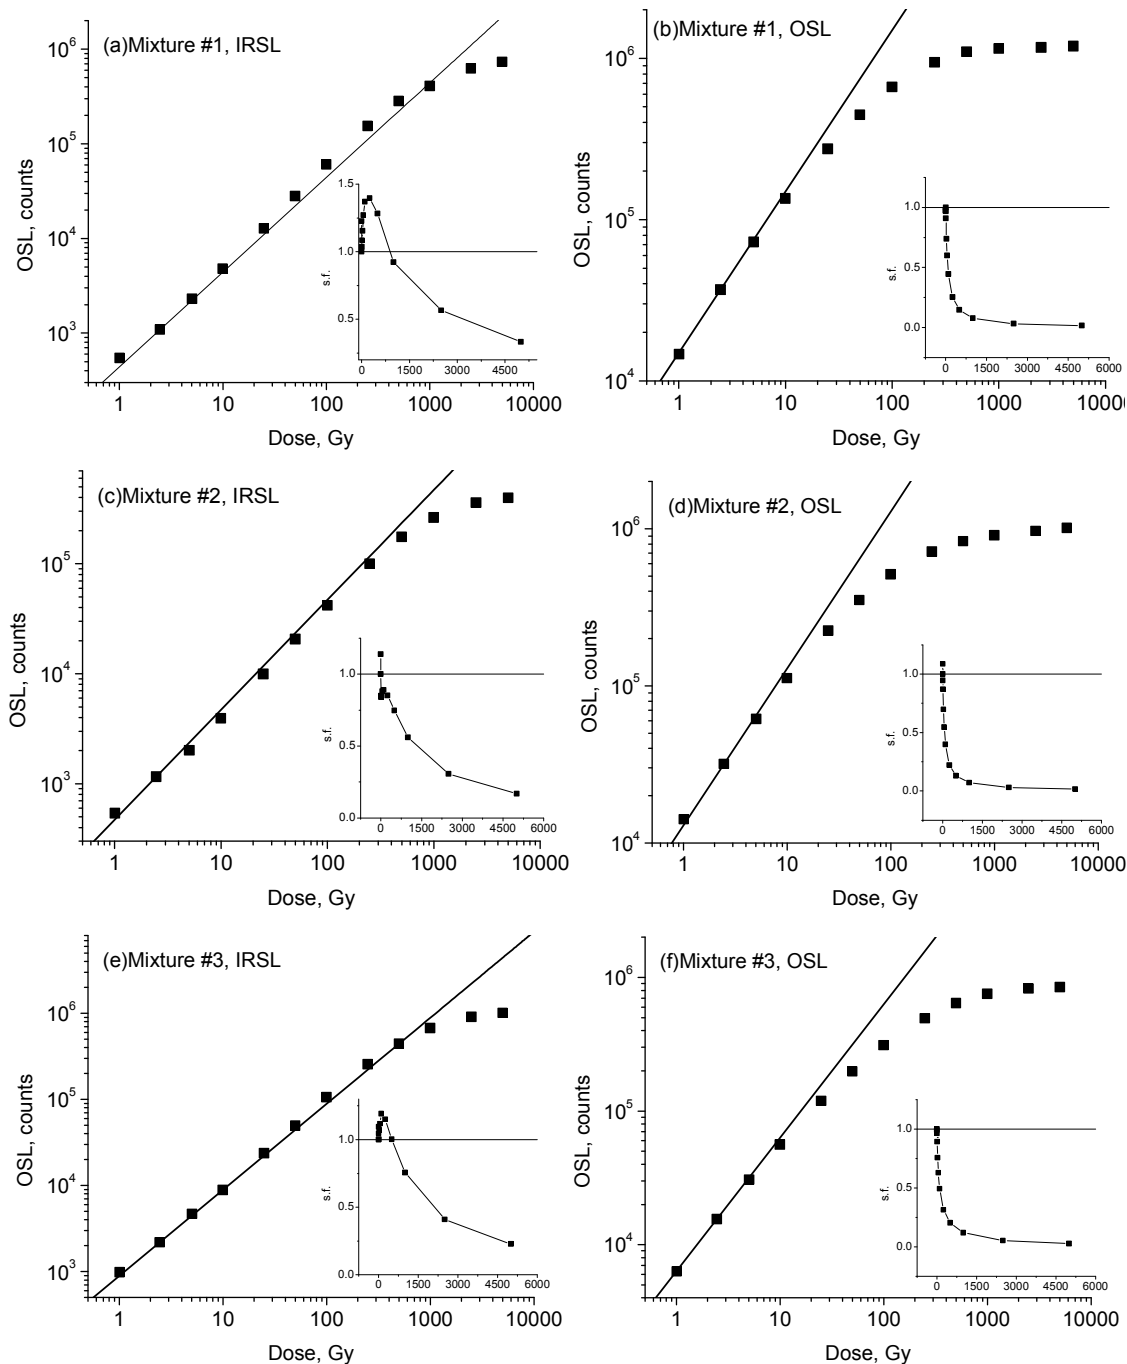 (a)Mixture #1, IRSL
OSL, counts
10^6
10^5
10^4
10^3
1 10 100 1000 10000
Dose, Gy
s.f.
1.5
1.0
0.5
0 1500 3000 4500
(b)Mixture #1, OSL
OSL, counts
10^6
10^5
10^4
1 10 100 1000 10000
Dose, Gy
s.f.
1.0
0.5
0.0
0 1500 3000 4500 6000
(c)Mixture #2, IRSL
OSL, counts
10^5
10^4
10^3
1 10 100 1000 10000
Dose, Gy
s.f.
1.0
0.5
0.0
0 1500 3000 4500 6000
(d)Mixture #2, OSL
OSL, counts
10^6
10^5
10^4
1 10 100 1000 10000
Dose, Gy
s.f.
1.0
0.5
0.0
0 1500 3000 4500 6000
(e)Mixture #3, IRSL
OSL, counts
10^6
10^5
10^4
10^3
1 10 100 1000 10000
Dose, Gy
s.f.
1.0
0.5
0.0
0 1500 3000 4500 6000
(f)Mixture #3, OSL
OSL, counts
10^6
10^5
10^4
1 10 100 1000 10000
Dose, Gy
s.f.
1.0
0.5
0.0
0 1500 3000 4500 6000